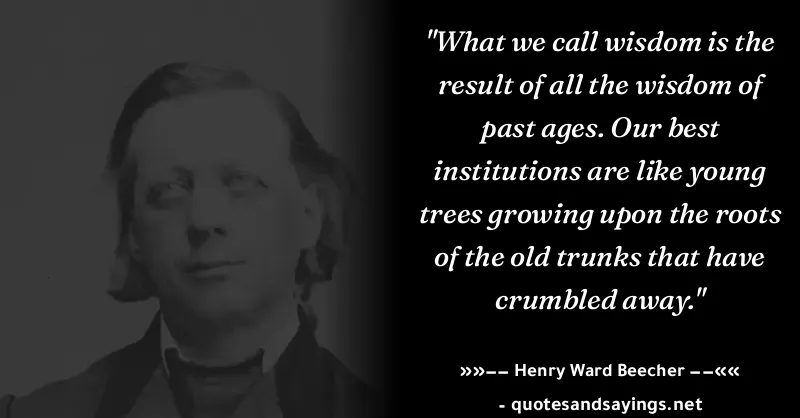 "What we call wisdom is the
result of all the wisdom of
past ages. Our best
institutions are like young
trees growing upon the roots
of the old trunks that have
crumbled away."
»»−− Henry Ward Beecher −−««
- quotesandsayings.net